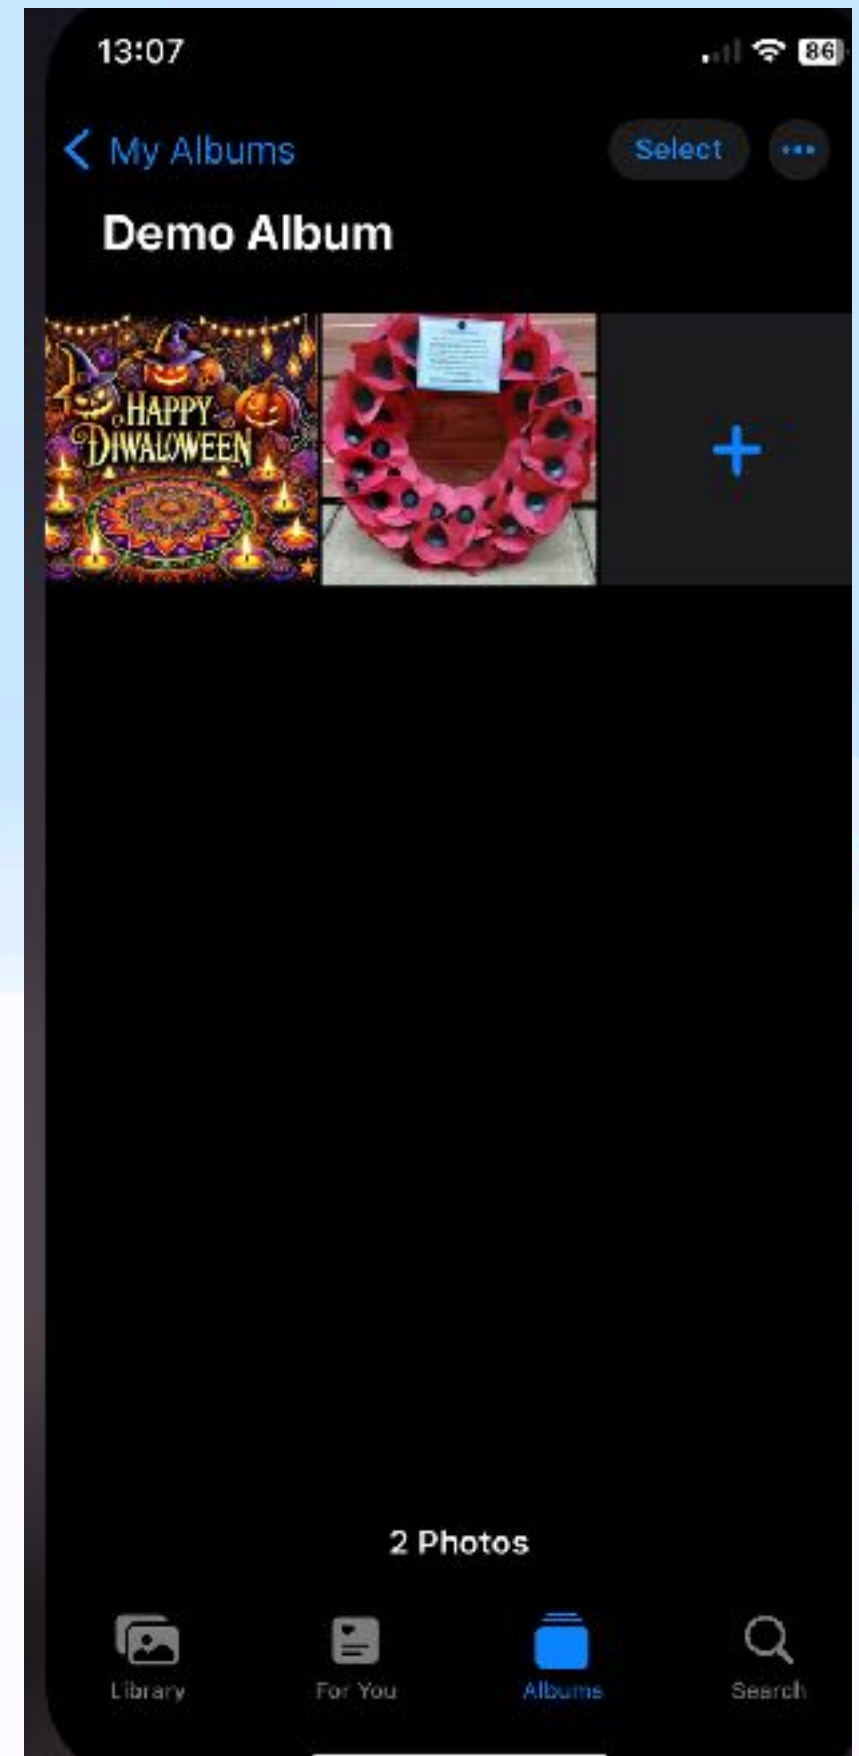 13:07
86
My Albums
Select
Demo Album
HAPPY
DIWALOWEEN
2 Photos
Library
For You
Albums
Search